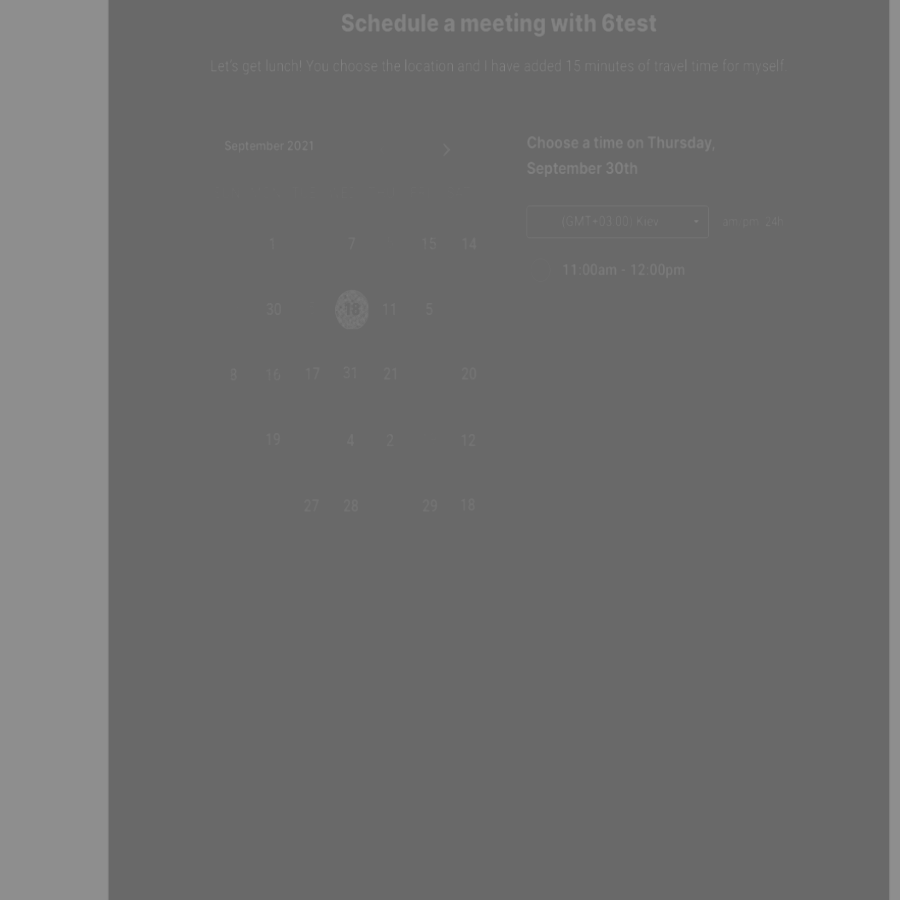 Schedule a meeting with 6test
Let's get lunch! You choose the location and I have added 15 minutes of travel time for myself
September 2021
Choose a time on Thursday,
September 30th
(GMT+03:00) Kiev
am/pm 24h
11:00am - 12:00pm
1 7 15 14
30 13 11 5
8 16 17 31 21 20
19 4 2 12
27 28 29 18